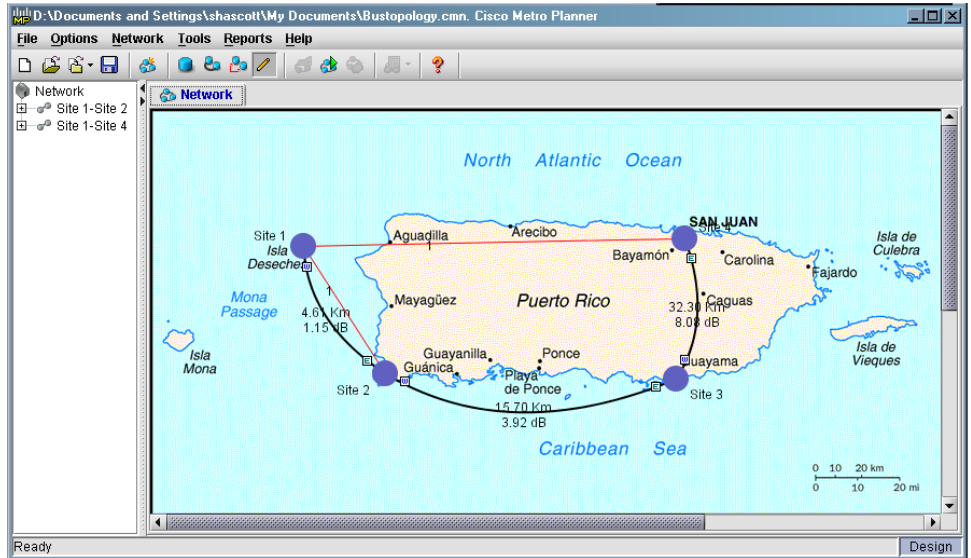 D:\Documents and Settings\shascott\My Documents\Bustopology.cmn. Cisco Metro Planner
File Options Network Tools Reports Help
Network
Site 1-Site 2
Site 1-Site 4
Network
North Atlantic Ocean
SAN JUAN
Site 4
Site 1
Isla
Aguadilla
Arecibo
1
Bayamón
Carolina
Isla de
Culebra
Fajardo
W
E
Mona
Passage
1
4.61 Km
1.15 dB
Mayagüez
Puerto Rico
Caguas
32.30 Km
8.08 dB
Isla
Mona
E
Guánica
Guayanilla
Ponce
Playa
de Ponce
W
W
E
Isla de
Vieques
Site 2
Site 3
15.70 Km
3.92 dB
Caribbean Sea
0 10 20 km
0 10 20 mi
Ready
Design